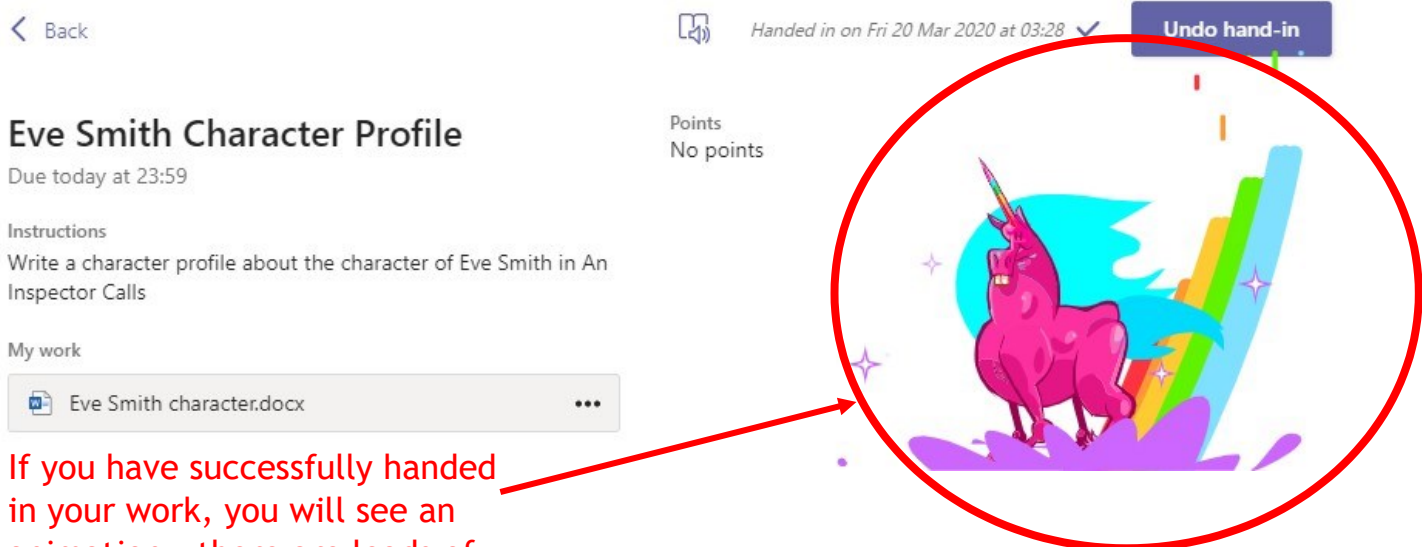 Back
Handed in on Fri 20 Mar 2020 at 03:28
Undo hand-in
Eve Smith Character Profile
Due today at 23:59
Points
No points
Instructions
Write a character profile about the character of Eve Smith in An
Inspector Calls
My work
Eve Smith character.docx
If you have successfully handed
in your work, you will see an